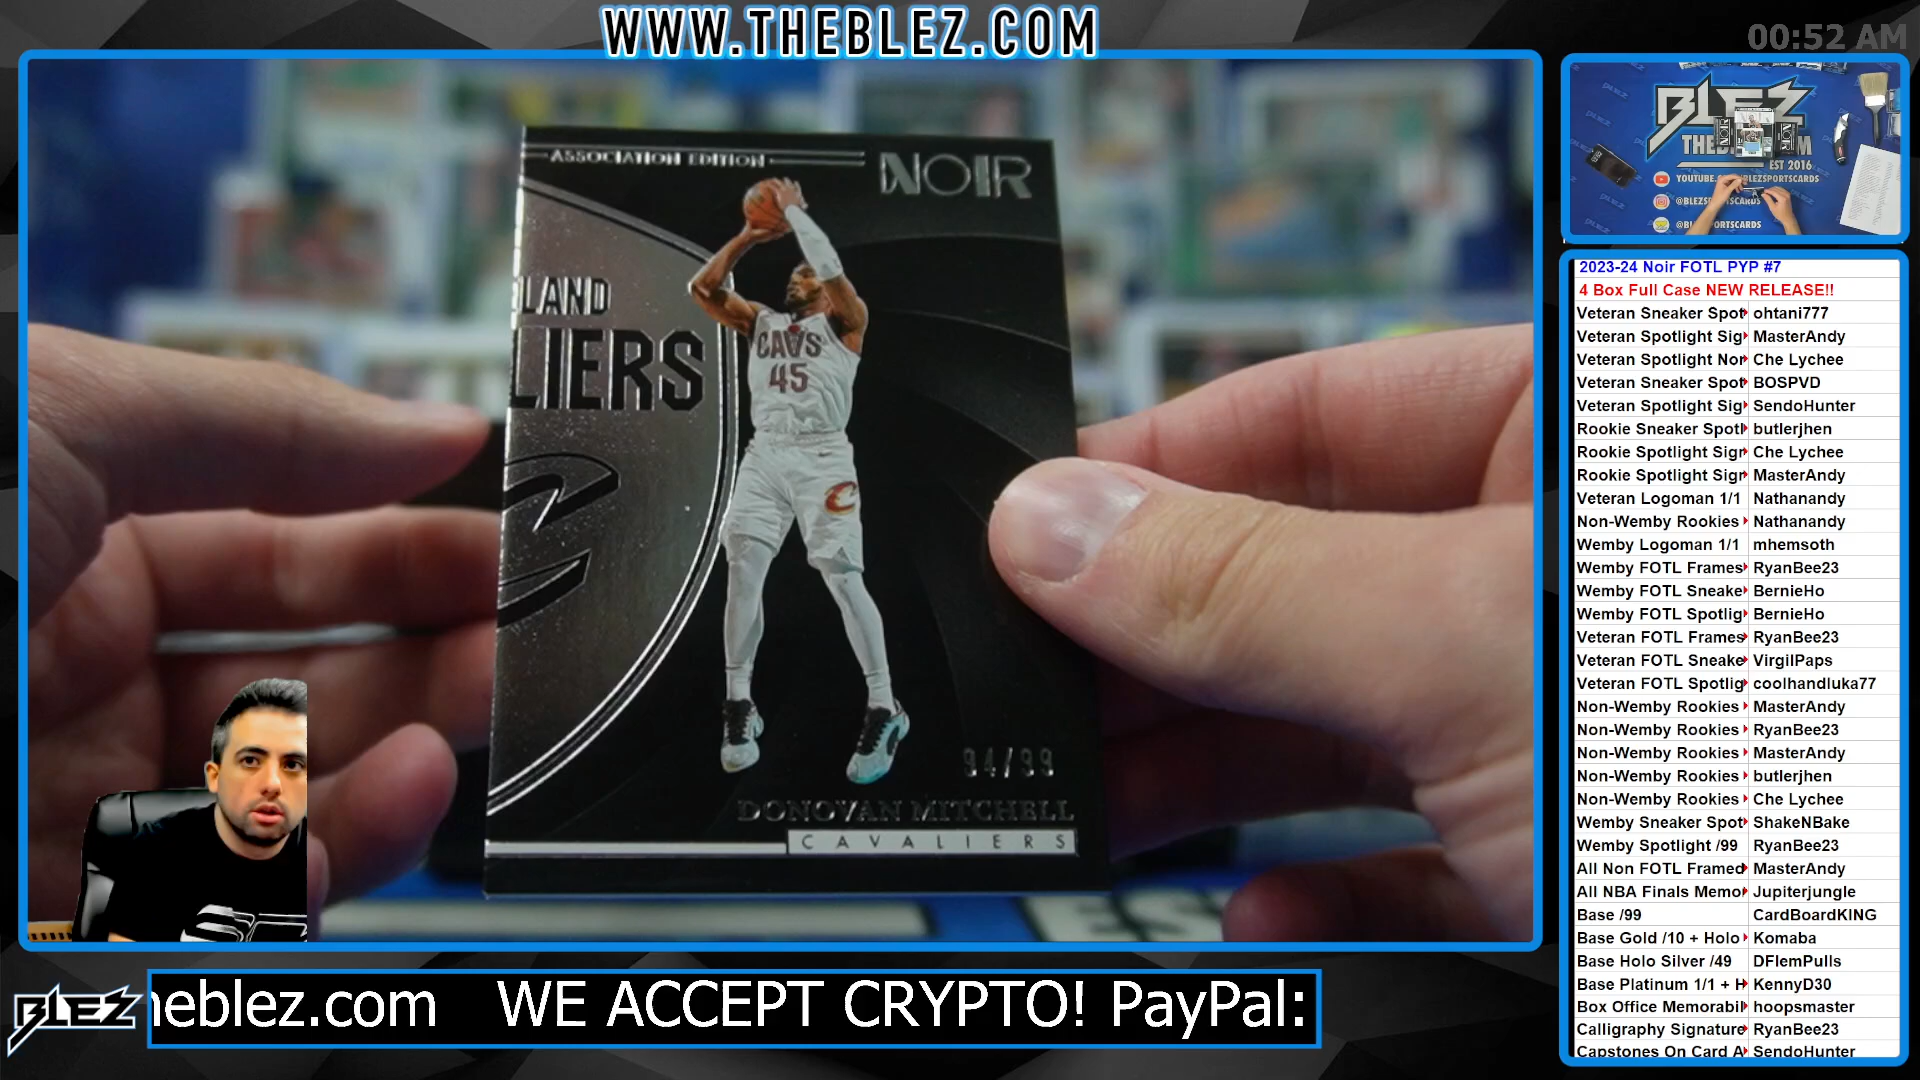 WWW.THEBLEZ.COM
00:52 AM
ASSOCIATION EDITION
NOIR
LAND
LIERS
CAVS
45
94/99
DONOVAN MITCHELL
CAVALIERS
BLEZ
EST 2016
@BLEZSPORTSCARDS
2023-24 Noir FOTL PYP #7
4 Box Full Case NEW RELEASE!!
Veteran Sneaker Spot ohtani777
Veteran Spotlight Sig MasterAndy
Veteran Spotlight Nor Che Lychee
Veteran Sneaker Spot BOSPVD
Veteran Spotlight Sig SendoHunter
Rookie Sneaker Spotl butlerjhen
Rookie Spotlight Sigr Che Lychee
Rookie Spotlight Sigr MasterAndy
Veteran Logoman 1/1 Nathanandy
Non-Wemby Rookies Nathanandy
Wemby Logoman 1/1 mhemsoth
Wemby FOTL Frames RyanBee23
Wemby FOTL Sneake BernieHo
Wemby FOTL Spotlig BernieHo
Veteran FOTL Frames RyanBee23
Veteran FOTL Sneake VirgilPaps
Veteran FOTL Spotlig coolhandluka77
Non-Wemby Rookies MasterAndy
Non-Wemby Rookies RyanBee23
Non-Wemby Rookies MasterAndy
Non-Wemby Rookies butlerjhen
Non-Wemby Rookies Che Lychee
Wemby Sneaker Spot ShakeNBake
Wemby Spotlight /99 RyanBee23
All Non FOTL Framed MasterAndy
All NBA Finals Memo Jupiterjungle
Base /99 CardBoardKING
Base Gold /10 + Holo Komaba
Base Holo Silver /49 DFlemPulls
Base Platinum 1/1 + H KennyD30
Box Office Memorabil hoopsmaster
Calligraphy Signature RyanBee23
Capstones On Card A SendoHunter
BLEZ
heblez.com WE ACCEPT CRYPTO! PayPal: